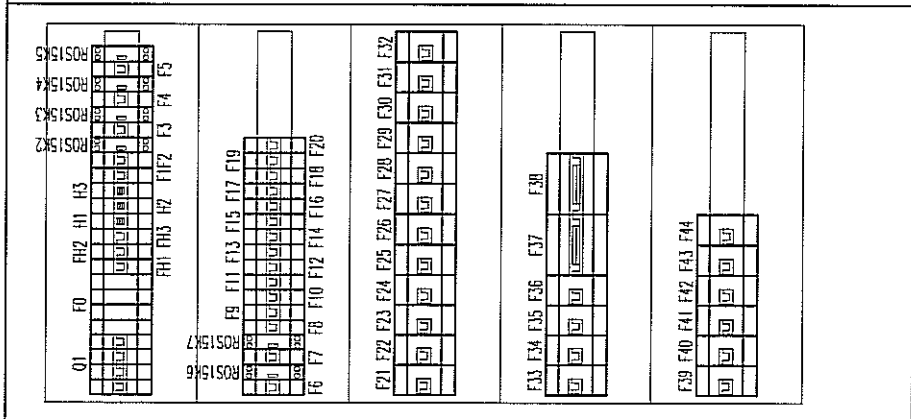 Q1 F0 FH2 H1 H3 ROS15K2 ROS15K3 ROS15K4 ROS15K5
FH1 FH3 H2 F1 F2 F3 F4 F5
ROS15K6 ROS15K7 F9 F11 F13 F15 F17 F19
F6 F7 F8 F10 F12 F14 F16 F18 F20
F21 F22 F23 F24 F25 F26 F27 F28 F29 F30 F31 F32
F33 F34 F35 F36 F37 F38
F39 F40 F41 F42 F43 F44